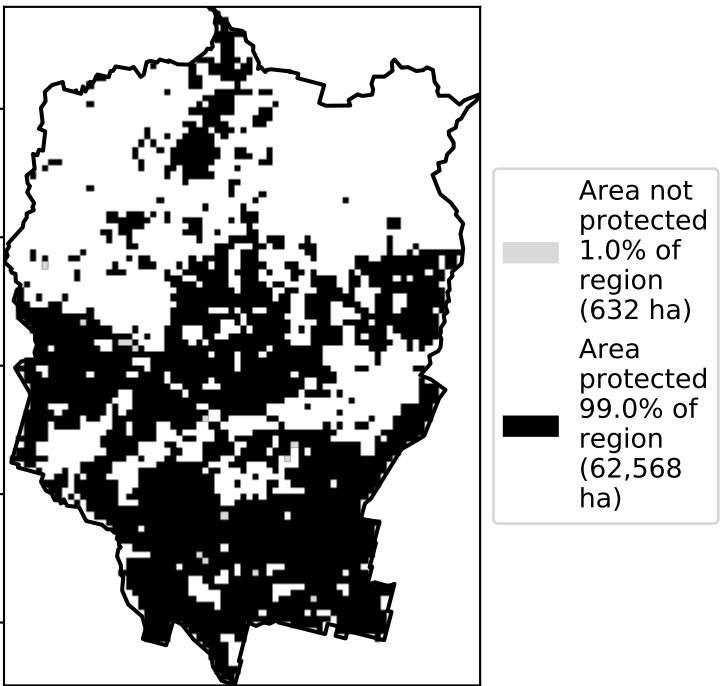 Area not
protected
1.0% of
region
(632 ha)
Area
protected
99.0% of
region
(62,568
ha)